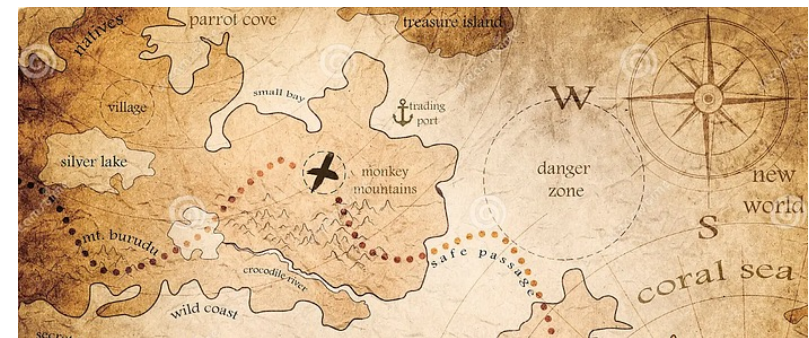 natives
parrot cove
treasure island
village
small bay
trading
port
W
silver lake
monkey
mountains
danger
zone
new
world
S
mt. burudu
safe passage
crocodile river
coral sea
wild coast